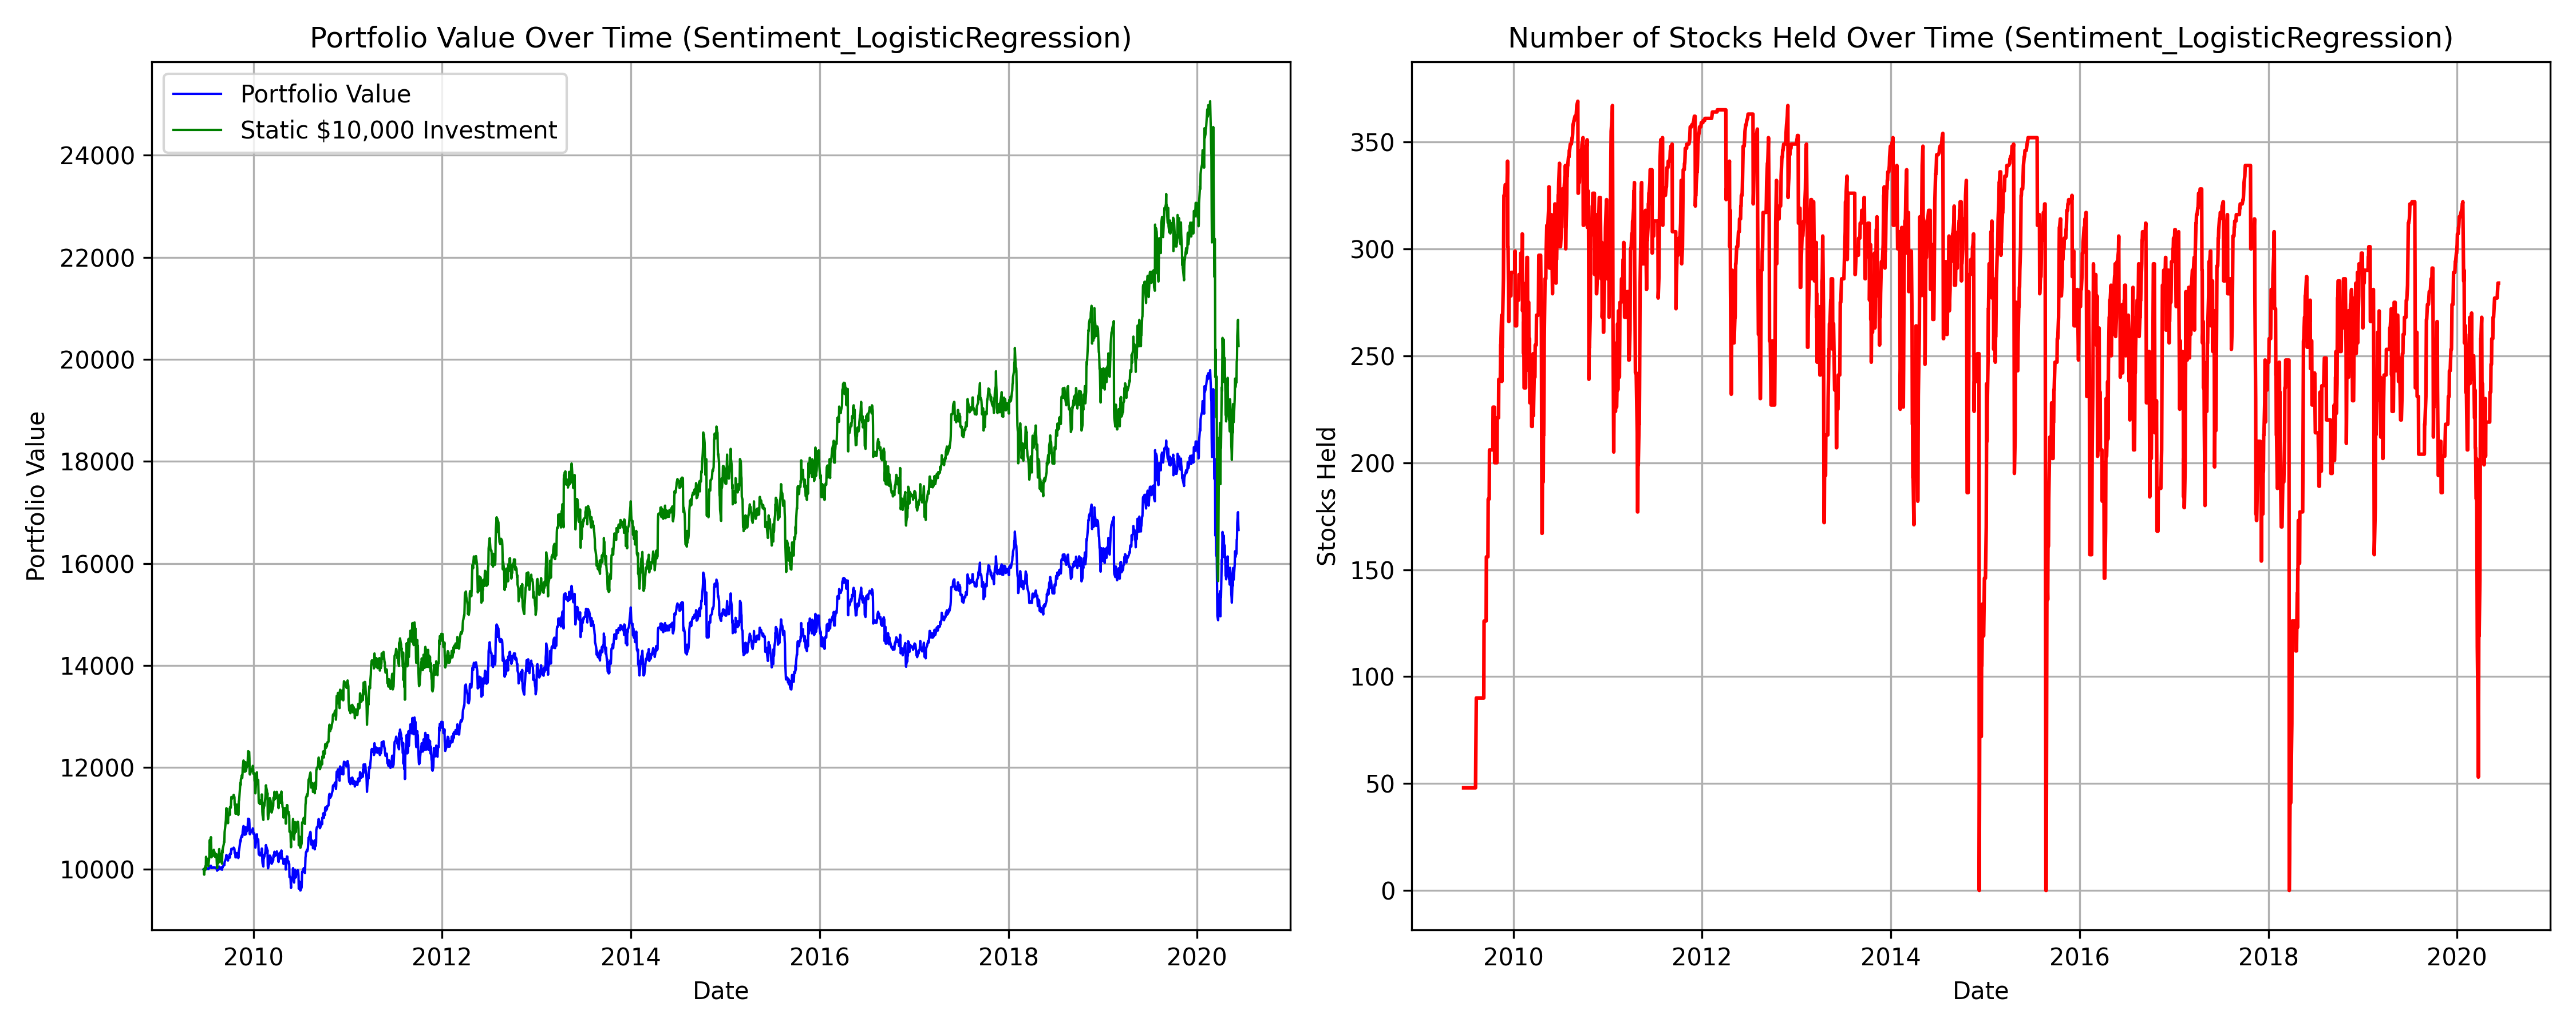 Portfolio Value Over Time (Sentiment_LogisticRegression)
Portfolio Value
Static $10,000 Investment
24000
22000
20000
18000
16000
14000
12000
10000
Portfolio Value
2010 2012 2014 2016 2018 2020
Date
Number of Stocks Held Over Time (Sentiment_LogisticRegression)
350
300
250
200
150
100
50
0
Stocks Held
2010 2012 2014 2016 2018 2020
Date